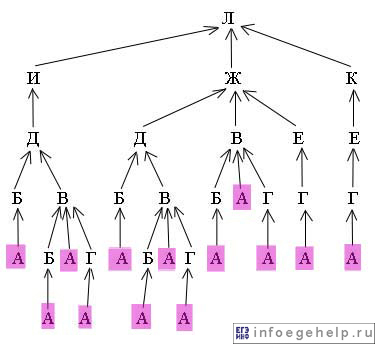 Л
И Ж К
Д Д В Е Е
Б В Б В Б А Г Г Г
А Б А Г А Б А Г А А А А
А А А А
ЕГЭ ИНФО infoegehelp.ru